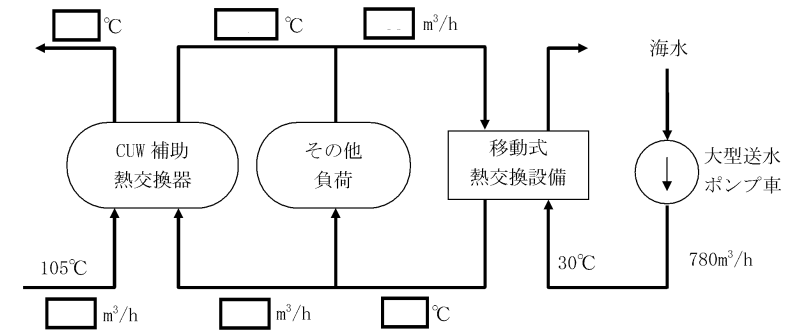 ℃
℃
m³/h
海水
CUW 補助
熱交換器
その他
負荷
移動式
熱交換設備
大型送水
ポンプ車
105℃
30℃
780m³/h
m³/h
m³/h
℃